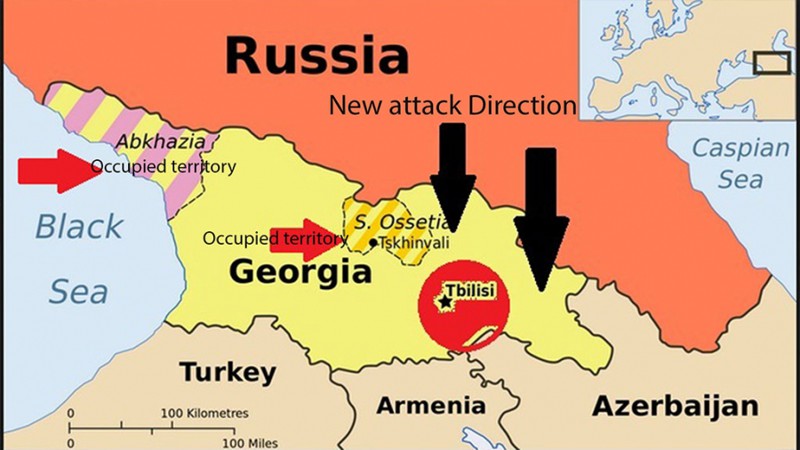 Russia
New attack Direction
Abkhazia
Occupied territory
Caspian
Sea
Black
Sea
S. Ossetia
Occupied territory
Tskhinvali
Georgia
Tbilisi
Turkey
Armenia
Azerbaijan
0 100 Kilometres
0 100 Miles